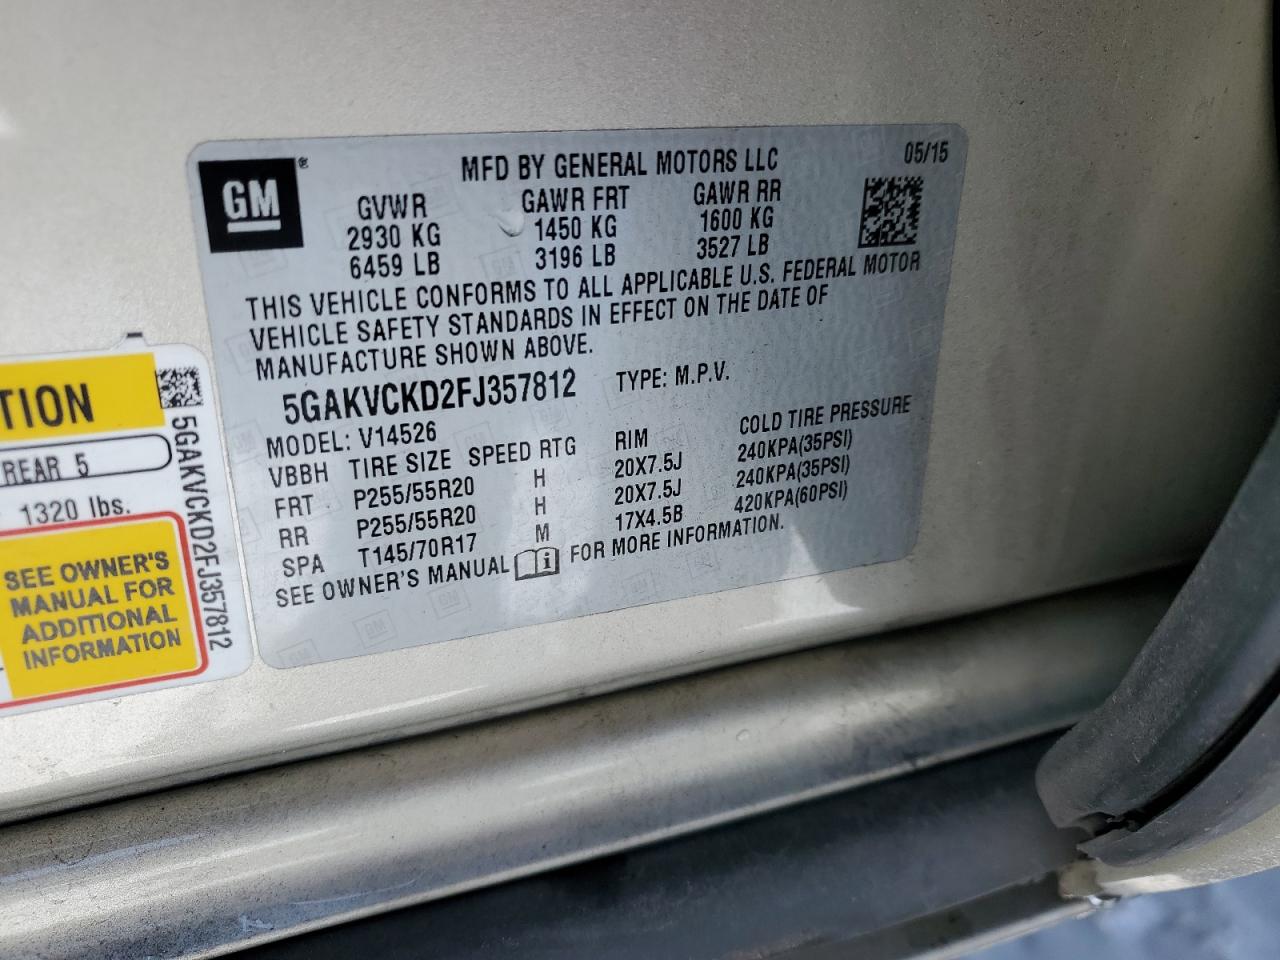 GM ®
MFD BY GENERAL MOTORS LLC
05/15
GVWR GAWR FRT GAWR RR
2930 KG 1450 KG 1600 KG
6459 LB 3196 LB 3527 LB
THIS VEHICLE CONFORMS TO ALL APPLICABLE U.S. FEDERAL MOTOR
VEHICLE SAFETY STANDARDS IN EFFECT ON THE DATE OF
MANUFACTURE SHOWN ABOVE.
5GAKVCKD2FJ357812 TYPE: M.P.V.
MODEL: V14526
VBBH TIRE SIZE SPEED RTG RIM COLD TIRE PRESSURE
FRT P255/55R20 H 20X7.5J 240KPA(35PSI)
RR P255/55R20 H 20X7.5J 240KPA(35PSI)
SPA T145/70R17 M 17X4.5B 420KPA(60PSI)
SEE OWNER'S MANUAL FOR MORE INFORMATION.
TION
REAR 5
1320 lbs.
SEE OWNER'S
MANUAL FOR
ADDITIONAL
INFORMATION
5GAKVCKD2FJ357812